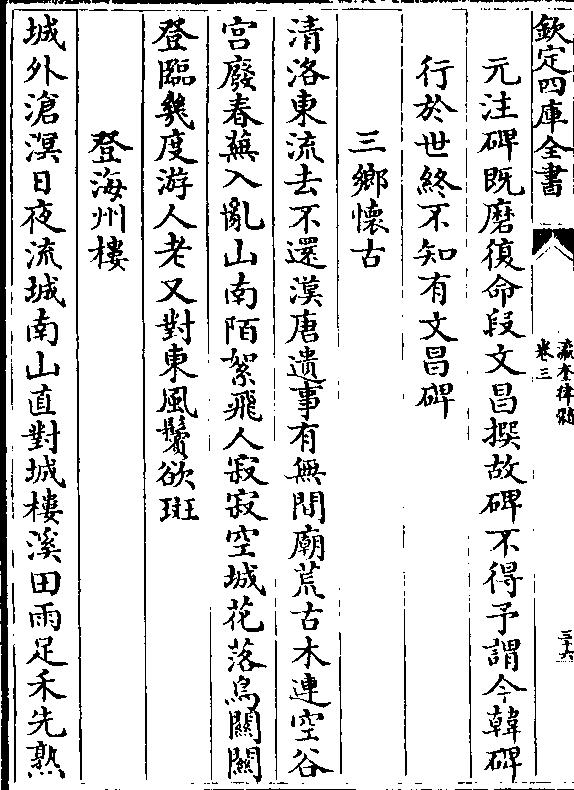 欽定四庫全書
瀛奎律髓
卷三
三十六
元注碑既磨復命段文昌撰故碑不得予謂今韓碑
行於世終不知有文昌碑
三鄉懷古
清洛東流去不還漢唐遺事有無間廟荒古木連空谷
宮廢春蕪入亂山南陌絮飛人寂寂空城花落鳥關關
登臨幾度游人老又對東風鬢欲斑
登海州樓
城外滄溟日夜流城南山直對城樓溪田雨足禾先熟